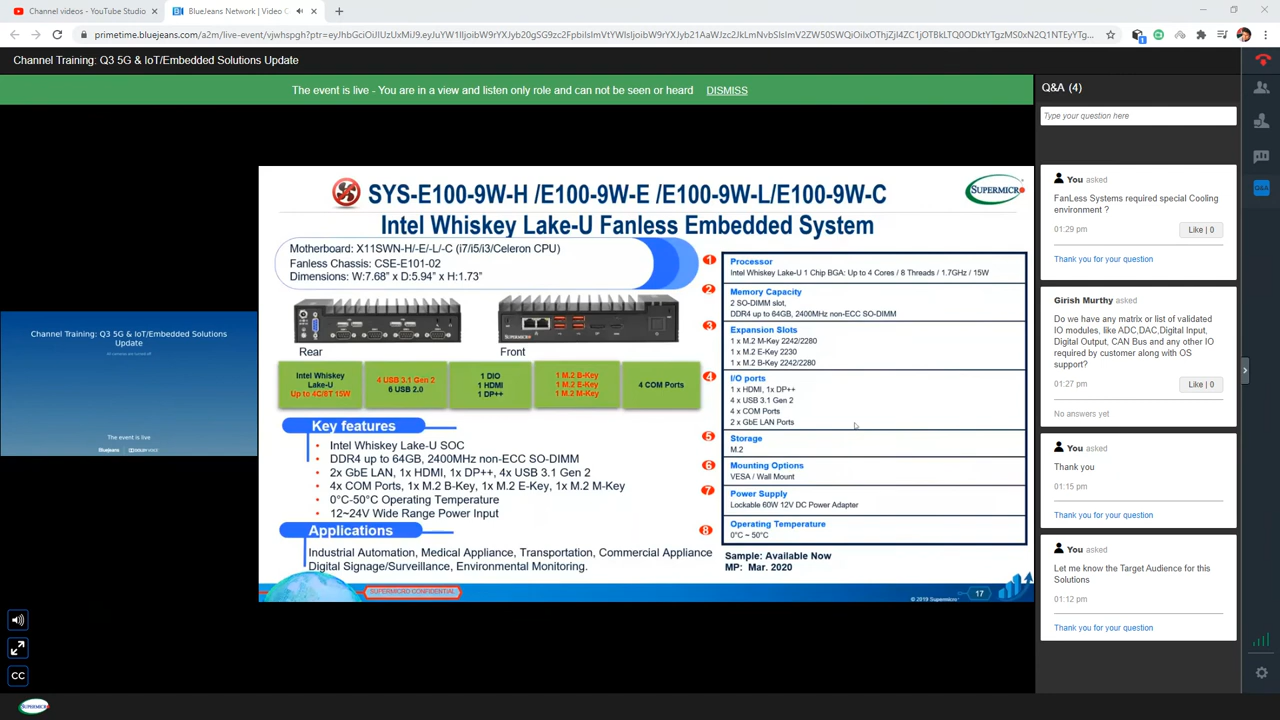 Channel videos - YouTube Studio
BlueJeans Network | Video C
Channel Training: Q3 5G & IoT/Embedded Solutions Update
The event is live - You are in a view and listen only role and can not be seen or heard DISMISS
Channel Training: Q3 5G & IoT/Embedded Solutions
Update
All cameras are turned off
The event is live
BlueJeans
DOLBY VOICE
SYS-E100-9W-H /E100-9W-E /E100-9W-L/E100-9W-C
Intel Whiskey Lake-U Fanless Embedded System
SUPERMICRO
Motherboard: X11SWN-H/-E/-L/-C (i7/i5/i3/Celeron CPU)
Fanless Chassis: CSE-E101-02
Dimensions: W:7.68" x D:5.94" x H:1.73"
Rear
Front
Intel Whiskey
Lake-U
Up to 4C/8T 15W
4 USB 3.1 Gen 2
6 USB 2.0
1 DIO
1 HDMI
1 DP++
1 M.2 B-Key
1 M.2 E-Key
1 M.2 M-Key
4 COM Ports
Key features
• Intel Whiskey Lake-U SOC
• DDR4 up to 64GB, 2400MHz non-ECC SO-DIMM
• 2x GbE LAN, 1x HDMI, 1x DP++, 4x USB 3.1 Gen 2
• 4x COM Ports, 1x M.2 B-Key, 1x M.2 E-Key, 1x M.2 M-Key
• 0°C-50°C Operating Temperature
• 12~24V Wide Range Power Input
Applications
Industrial Automation, Medical Appliance, Transportation, Commercial Appliance
Digital Signage/Surveillance, Environmental Monitoring.
1
Processor
Intel Whiskey Lake-U 1 Chip BGA: Up to 4 Cores / 8 Threads / 1.7GHz / 15W
2
Memory Capacity
2 SO-DIMM slot,
DDR4 up to 64GB, 2400MHz non-ECC SO-DIMM
3
Expansion Slots
1 x M.2 M-Key 2242/2280
1 x M.2 E-Key 2230
1 x M.2 B-Key 2242/2280
4
I/O ports
1 x HDMI, 1x DP++
4 x USB 3.1 Gen 2
4 x COM Ports
2 x GbE LAN Ports
5
Storage
M.2
6
Mounting Options
VESA / Wall Mount
7
Power Supply
Lockable 60W 12V DC Power Adapter
8
Operating Temperature
0°C ~ 50°C
Sample: Available Now
MP: Mar. 2020
SUPERMICRO CONFIDENTIAL
© 2019 Supermicro
17
Q&A (4)
Type your question here
You asked
FanLess Systems required special Cooling
environment ?
01:29 pm
Like | 0
Thank you for your question
Girish Murthy asked
Do we have any matrix or list of validated
IO modules, like ADC,DAC,Digital Input,
Digital Output, CAN Bus and any other IO
required by customer along with OS
support?
01:27 pm
Like | 0
No answers yet
You asked
Thank you
01:15 pm
Thank you for your question
You asked
Let me know the Target Audience for this
Solutions
01:12 pm
Thank you for your question
Q&A
CC
SUPERMICRO